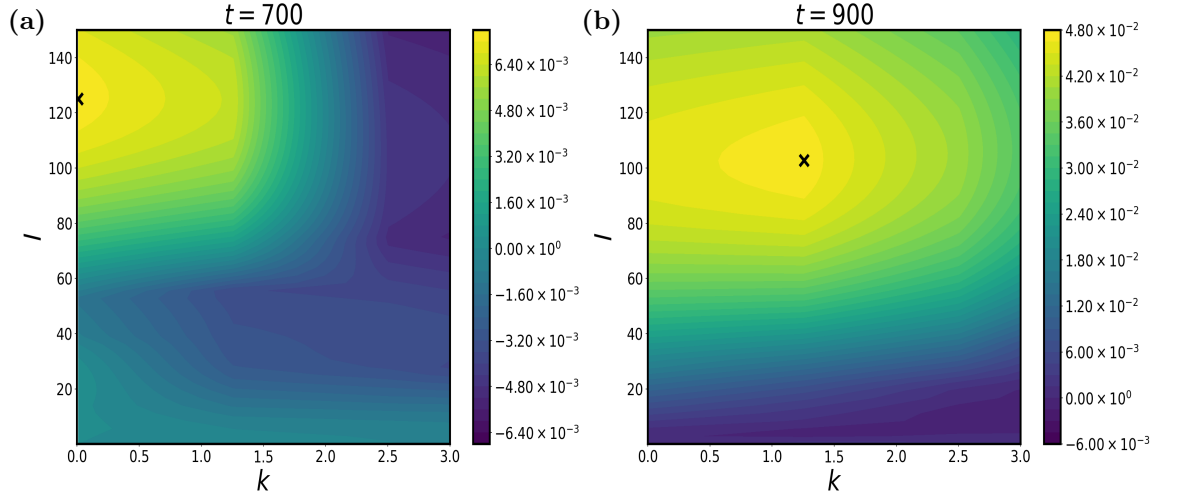 (a)
t = 700
140
120
100
80
60
40
20
l
0.0 0.5 1.0 1.5 2.0 2.5 3.0
k
6.40 × 10⁻³
4.80 × 10⁻³
3.20 × 10⁻³
1.60 × 10⁻³
0.00 × 10⁰
−1.60 × 10⁻³
−3.20 × 10⁻³
−4.80 × 10⁻³
−6.40 × 10⁻³
(b)
t = 900
140
120
100
80
60
40
20
l
0.0 0.5 1.0 1.5 2.0 2.5 3.0
k
4.80 × 10⁻²
4.20 × 10⁻²
3.60 × 10⁻²
3.00 × 10⁻²
2.40 × 10⁻²
1.80 × 10⁻²
1.20 × 10⁻²
6.00 × 10⁻³
0.00 × 10⁰
−6.00 × 10⁻³